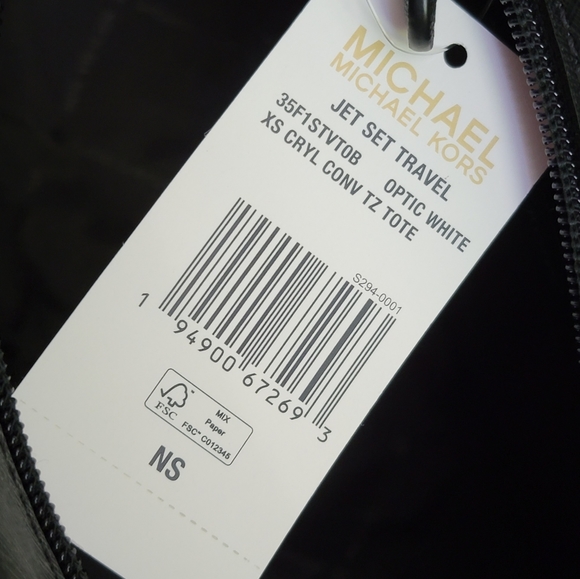 MICHAEL
MICHAEL KORS
JET SET TRAVEL
35F1STVT0B OPTIC WHITE
XS CRYL CONV TZ TOTE
S294-0001
1 94900 67269 3
FSC
MIX
Paper
FSC® C012345
NS